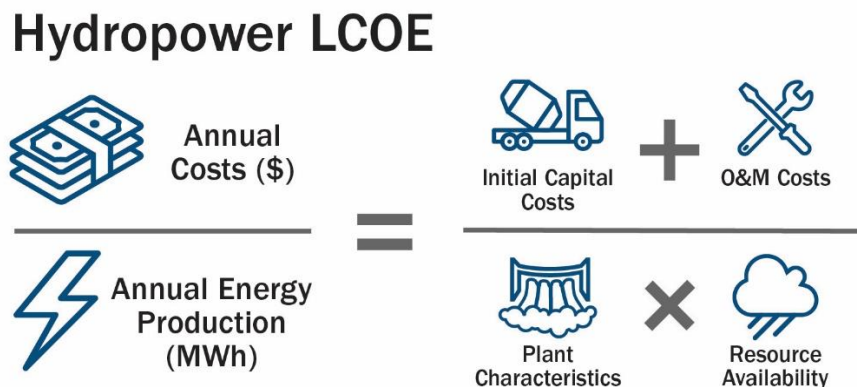 Hydropower LCOE
Annual
Costs ($)
Annual Energy
Production
(MWh)
=
Initial Capital
Costs
+
O&M Costs
Plant
Characteristics
×
Resource
Availability